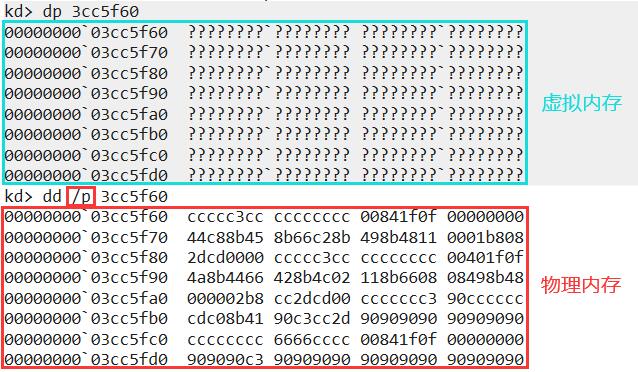 kd> dp 3cc5f60
00000000`03cc5f60  ????????`???????? ????????`????????
00000000`03cc5f70  ????????`???????? ????????`????????
00000000`03cc5f80  ????????`???????? ????????`????????
00000000`03cc5f90  ????????`???????? ????????`????????
00000000`03cc5fa0  ????????`???????? ????????`????????
00000000`03cc5fb0  ????????`???????? ????????`????????
00000000`03cc5fc0  ????????`???????? ????????`????????
00000000`03cc5fd0  ????????`???????? ????????`????????
虚拟内存
kd> dd /p 3cc5f60
00000000`03cc5f60  ccccc3cc cccccccc 00841f0f 00000000
00000000`03cc5f70  44c88b45 8b66c28b 498b4811 0001b808
00000000`03cc5f80  2dcd0000 ccccc3cc cccccccc 00401f0f
00000000`03cc5f90  4a8b4466 428b4c02 118b6608 08498b48
00000000`03cc5fa0  000002b8 cc2dcd00 ccccccc3 90cccccc
00000000`03cc5fb0  cdc08b41 90c3cc2d 90909090 90909090
00000000`03cc5fc0  cccccccc 6666cccc 00841f0f 00000000
00000000`03cc5fd0  909090c3 90909090 90909090 90909090
物理内存